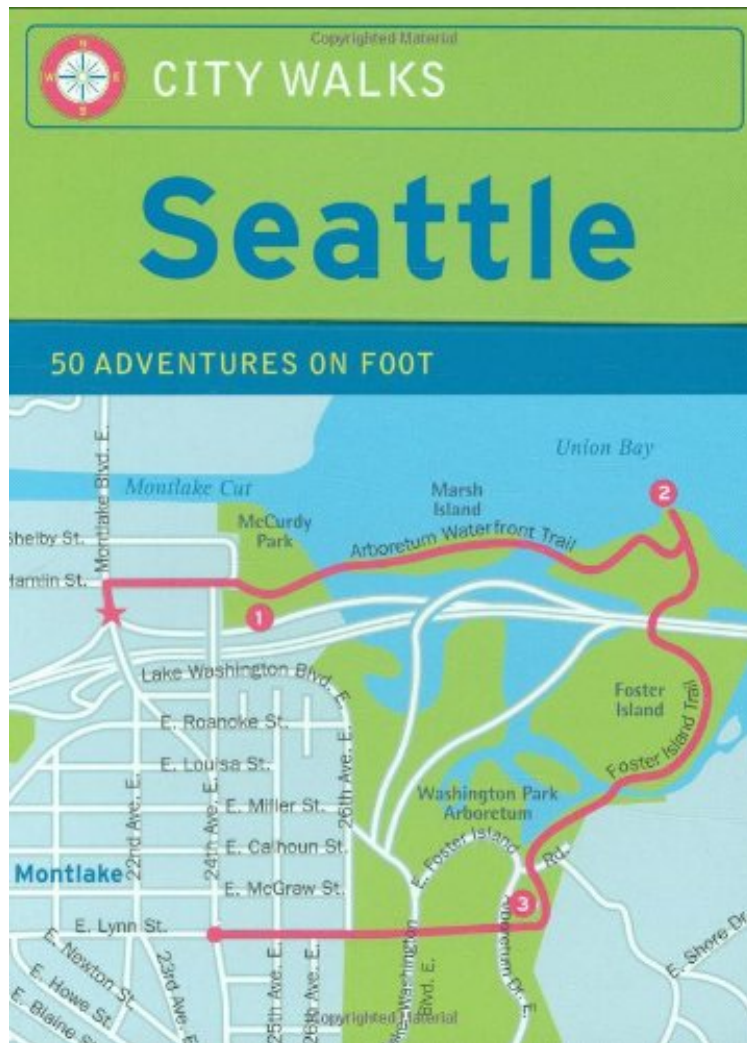 Copyrighted Material
N
W E
S
CITY WALKS
Seattle
50 ADVENTURES ON FOOT
Union Bay
Montlake Blvd. E.
Montlake Cut
Marsh
Island
2
McCurdy
Park
Shelby St.
Arboretum Waterfront Trail
Hamlin St.
1
Lake Washington Blvd. E.
Foster
Island
E. Roanoke St.
Foster Island Trail
E. Louisa St.
22nd Ave. E.
24th Ave. E.
26th Ave. E.
E. Miller St.
Washington Park
Arboretum
E. Calhoun St.
E. Foster Island Rd.
Montlake
E. McGraw St.
3
E. Lynn St.
Arboretum Dr. E.
E. Shore Dr.
E. Newton St.
23rd Ave. E.
25th Ave. E.
26th Ave. E.
Lake Washington
Blvd. E.
E. Howe St.
E. Blaine St.
Copyrighted Material